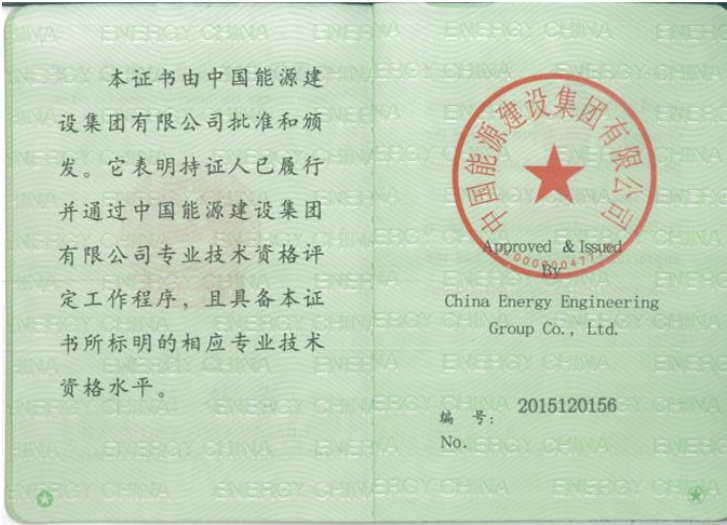 本证书由中国能源建
设集团有限公司批准和颁
发。它表明持证人已履行
并通过中国能源建设集团
有限公司专业技术资格评
定工作程序，且具备本证
书所标明的相应专业技术
资格水平。
中国能源建设集团有限公司
Approved & Issued
By
China Energy Engineering
Group Co., Ltd.
编 号: 2015120156
No.
ENERGY CHINA